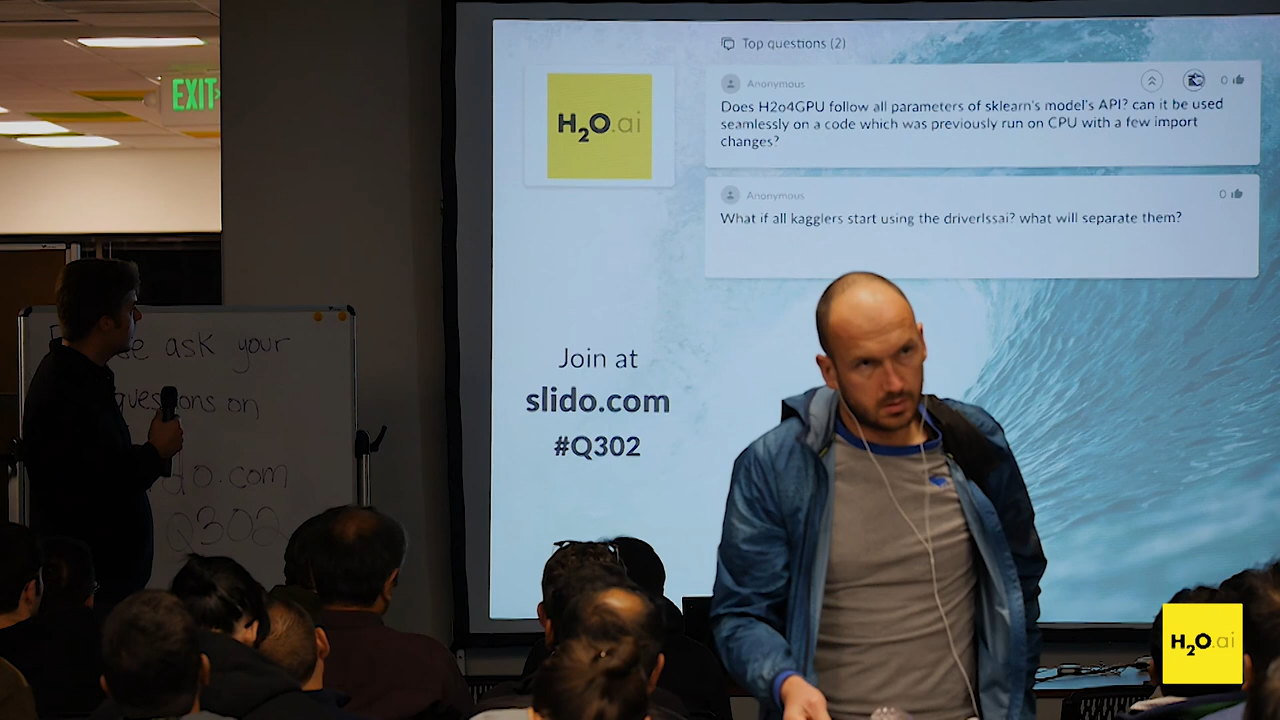 EXIT
Top questions (2)
H2O.ai
Anonymous
0
Does H2o4GPU follow all parameters of sklearn's model's API? can it be used
seamlessly on a code which was previously run on CPU with a few import
changes?
Anonymous
0
What if all kagglers start using the driverlssai? what will separate them?
Join at
slido.com
#Q302
ask your
on
Q302
H2O.ai